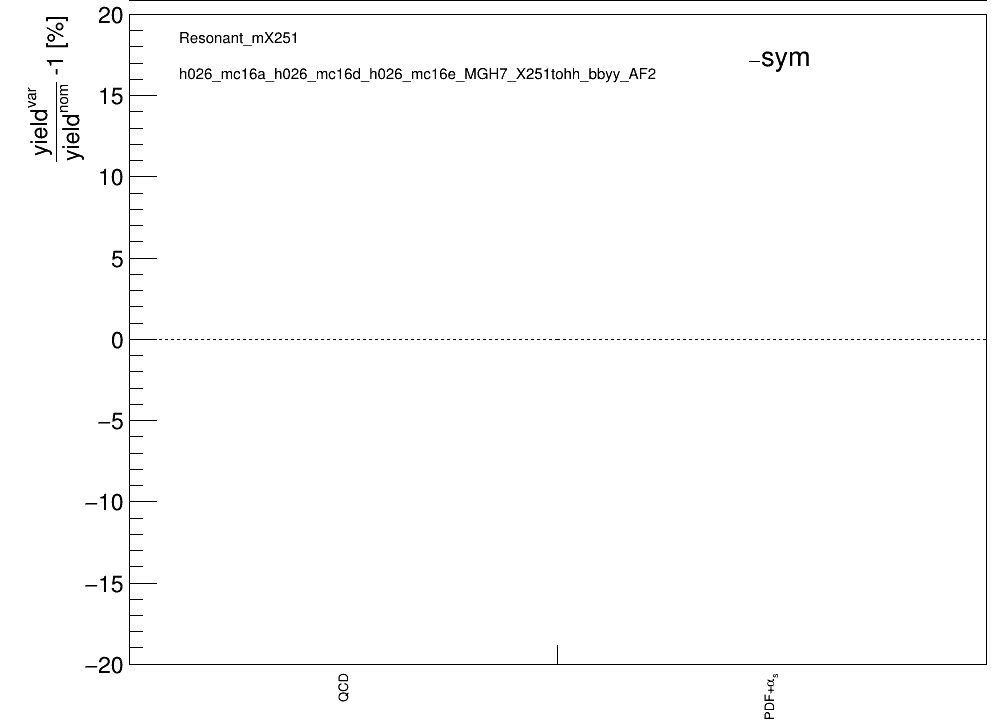 yield^var / yield^nom -1 [%]
Resonant_mX251
h026_mc16a_h026_mc16d_h026_mc16e_MGH7_X251tohh_bbyy_AF2
sym
20
15
10
5
0
−5
−10
−15
−20
QCD
PDF+αs